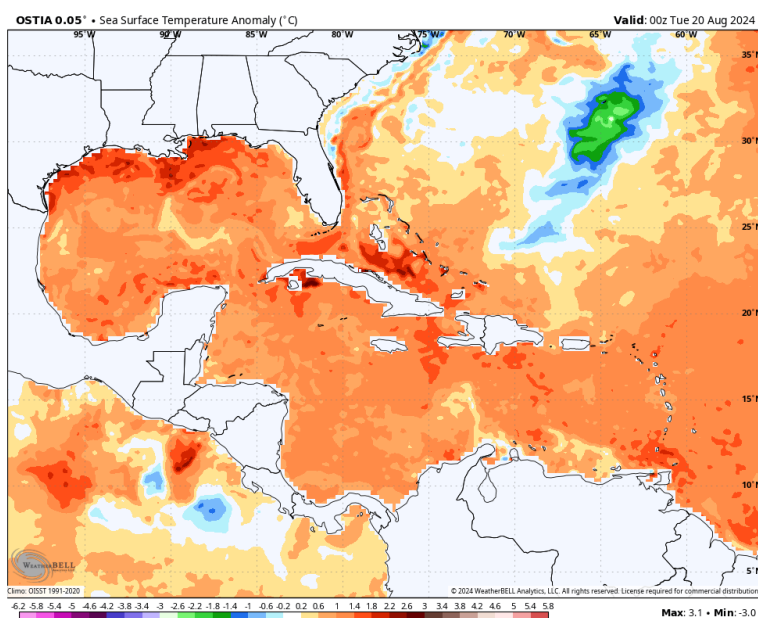 OSTIA 0.05° • Sea Surface Temperature Anomaly (°C)
Valid: 00z Tue 20 Aug 2024
95°W 90°W 85°W 80°W 75°W 70°W 65°W 60°W
35°N
30°N
25°N
20°N
15°N
10°N
5°N
WEATHERBELL
Climo: OISST 1991-2020
© 2024 WeatherBELL Analytics, LLC. All rights reserved. License required for commercial distribution
-6.2 -5.8 -5.4 -5 -4.6 -4.2 -3.8 -3.4 -3 -2.6 -2.2 -1.8 -1.4 -1 -0.6 -0.2 0.2 0.6 1 1.4 1.8 2.2 2.6 3 3.4 3.8 4.2 4.6 5 5.4 5.8
Max: 3.1 • Min: -3.0